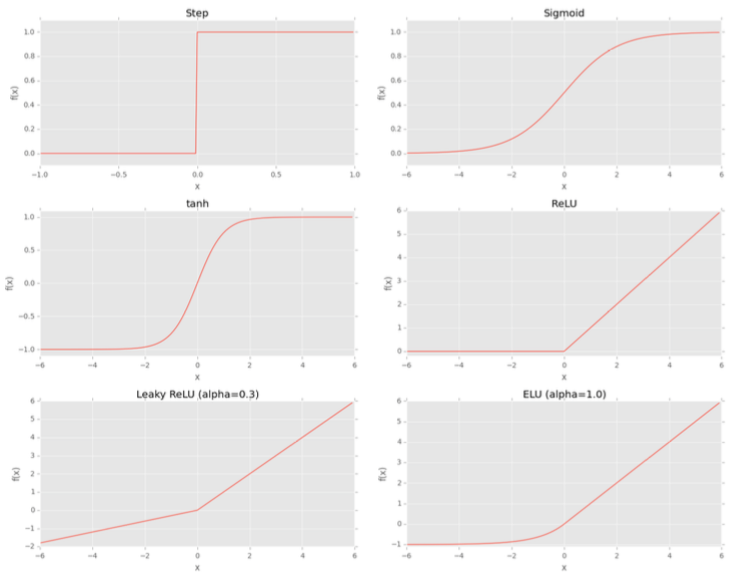 Step
1.0
0.8
0.6
0.4
0.2
0.0
f(x)
−1.0 −0.5 0.0 0.5 1.0
x
Sigmoid
1.0
0.8
0.6
0.4
0.2
0.0
f(x)
−6 −4 −2 0 2 4 6
x
tanh
1.0
0.5
0.0
−0.5
−1.0
f(x)
−6 −4 −2 0 2 4 6
x
ReLU
6
5
4
3
2
1
0
f(x)
−6 −4 −2 0 2 4 6
x
Leaky ReLU (alpha=0.3)
6
5
4
3
2
1
0
−1
−2
f(x)
−6 −4 −2 0 2 4 6
x
ELU (alpha=1.0)
6
5
4
3
2
1
0
−1
f(x)
−6 −4 −2 0 2 4 6
x